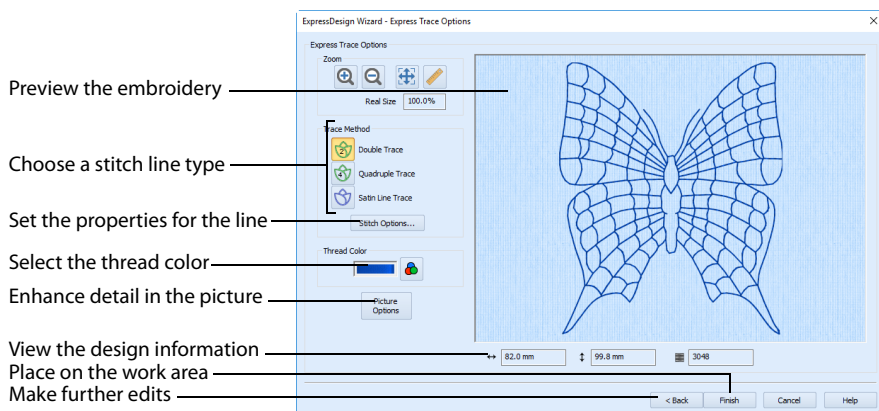 ExpressDesign Wizard - Express Trace Options
Express Trace Options
Zoom
Preview the embroidery
Real Size 100.0%
Trace Method
2 Double Trace
Choose a stitch line type
4 Quadruple Trace
Satin Line Trace
Set the properties for the line
Stitch Options...
Thread Color
Select the thread color
Enhance detail in the picture
Picture
Options
View the design information
82.0 mm 99.8 mm 3048
Place on the work area
Make further edits
< Back Finish Cancel Help